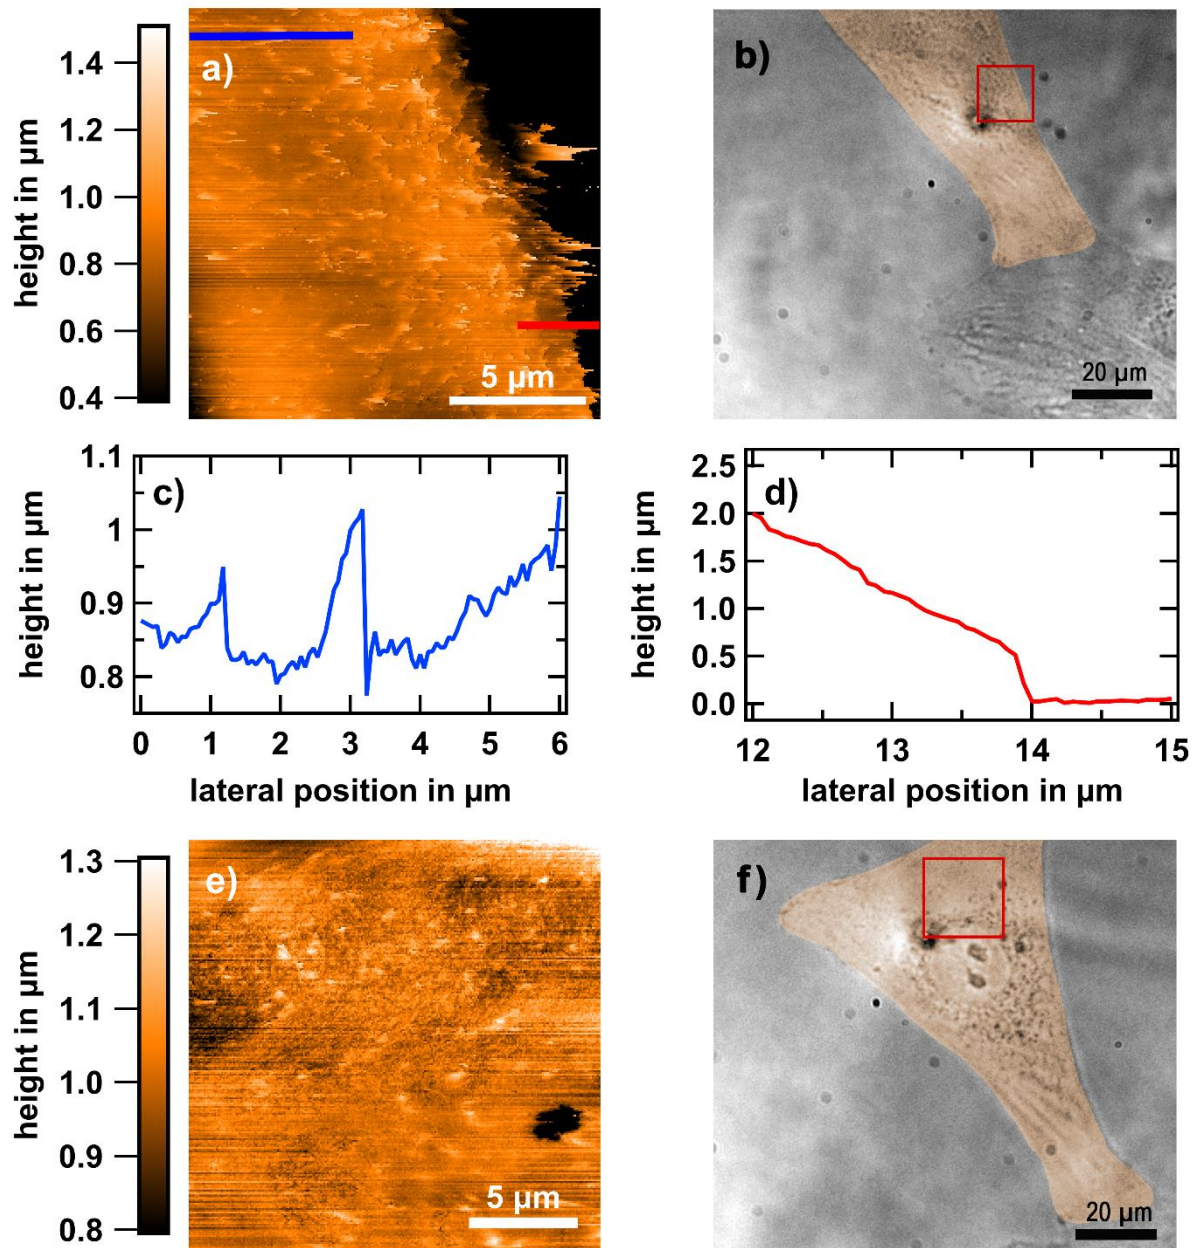 height in µm
1.4
1.2
1.0
0.8
0.6
0.4
a)
5 µm
b)
20 µm
height in µm
1.1
1
0.9
0.8
c)
0 1 2 3 4 5 6
lateral position in µm
height in µm
2.5
2.0
1.5
1.0
0.5
0.0
d)
12 13 14 15
lateral position in µm
height in µm
1.3
1.2
1.1
1.0
0.9
0.8
e)
5 µm
f)
20 µm